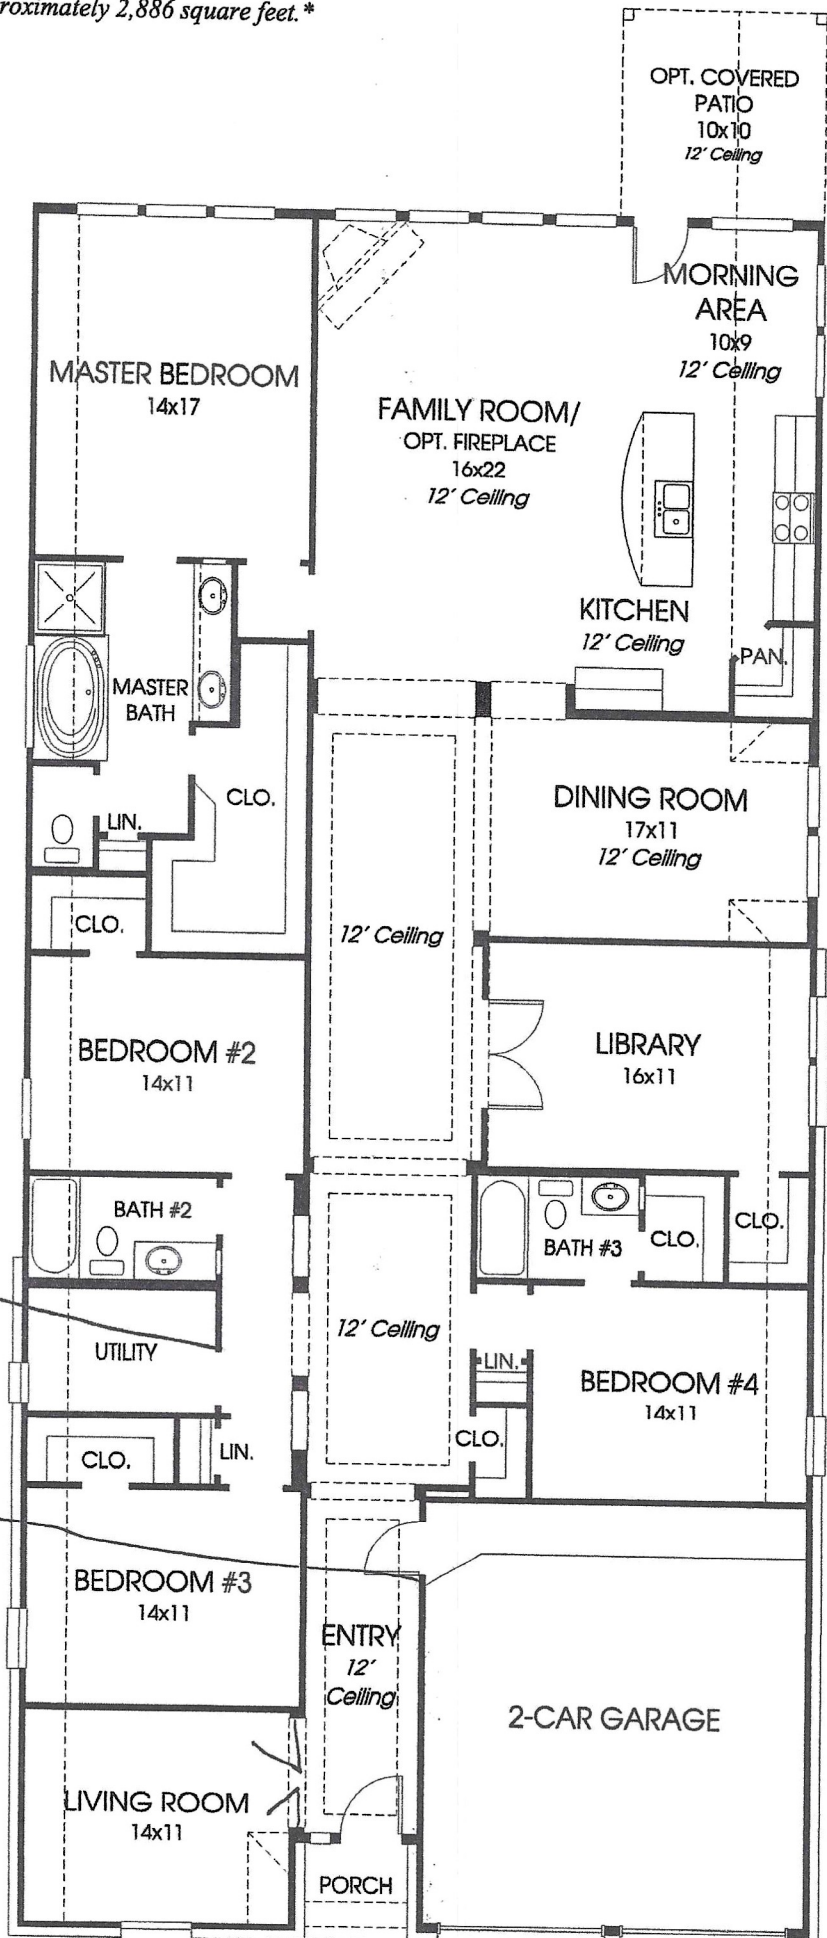 roximately 2,886 square feet.*
OPT. COVERED
PATIO
10x10
12' Ceiling
MORNING
AREA
10x9
12' Ceiling
MASTER BEDROOM
14x17
FAMILY ROOM/
OPT. FIREPLACE
16x22
12' Ceiling
KITCHEN
12' Ceiling
PAN.
MASTER
BATH
CLO.
LIN.
DINING ROOM
17x11
12' Ceiling
CLO.
12' Ceiling
BEDROOM #2
14x11
LIBRARY
16x11
BATH #2
BATH #3
CLO.
CLO.
UTILITY
12' Ceiling
LIN.
BEDROOM #4
14x11
CLO.
LIN.
CLO.
BEDROOM #3
14x11
ENTRY
12'
Ceiling
2-CAR GARAGE
LIVING ROOM
14x11
PORCH